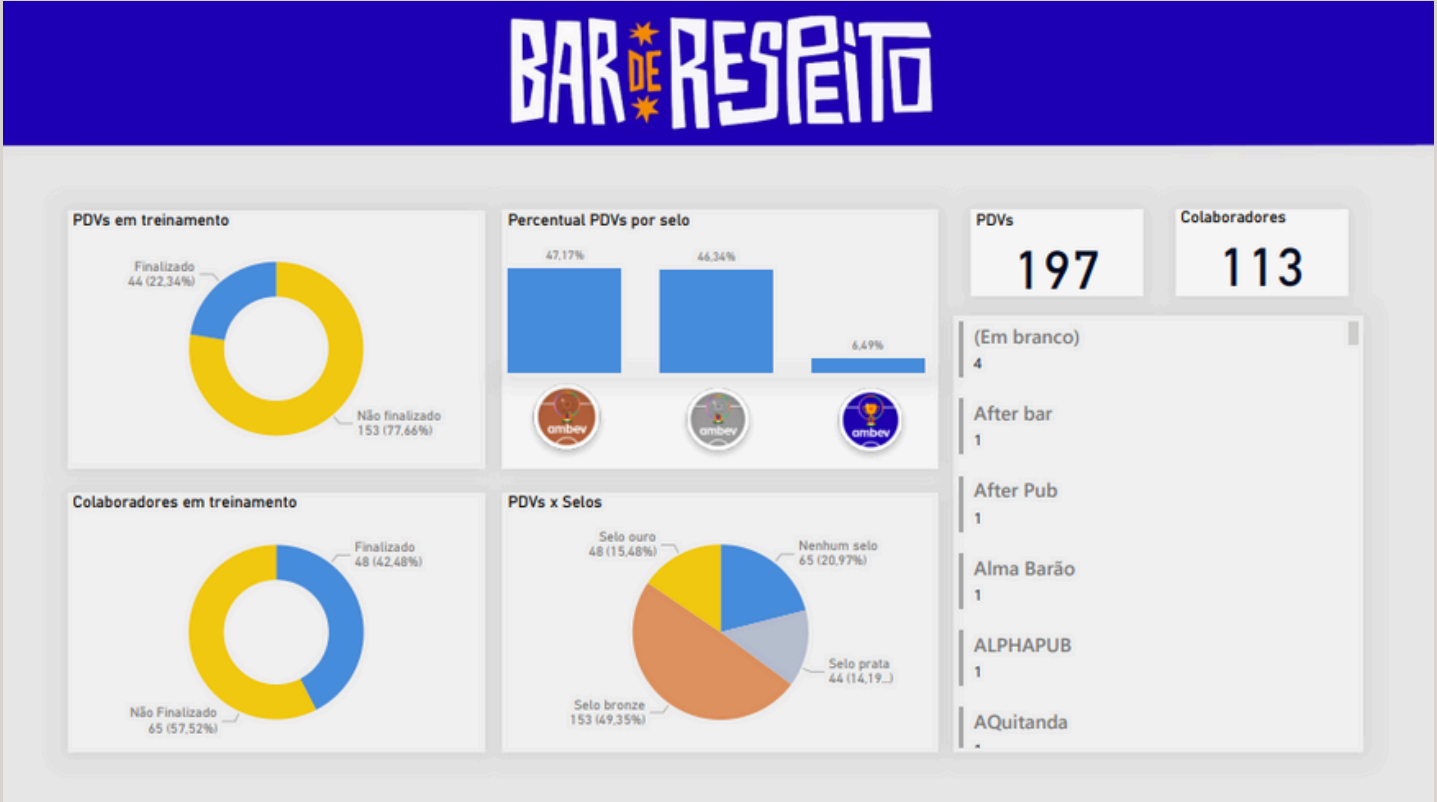 BAR DE RESPEITO
PDVs em treinamento
Finalizado
44 (22,34%)
Não finalizado
153 (77,66%)
Percentual PDVs por selo
47,17%
46,34%
6,49%
ambev
ambev
ambev
PDVs
197
Colaboradores
113
(Em branco)
4
After bar
1
After Pub
1
Alma Barão
1
ALPHAPUB
1
AQuitanda
Colaboradores em treinamento
Finalizado
48 (42,48%)
Não Finalizado
65 (57,52%)
PDVs x Selos
Selo ouro
48 (15,48%)
Nenhum selo
65 (20,97%)
Selo prata
44 (14,19...)
Selo bronze
153 (49,35%)